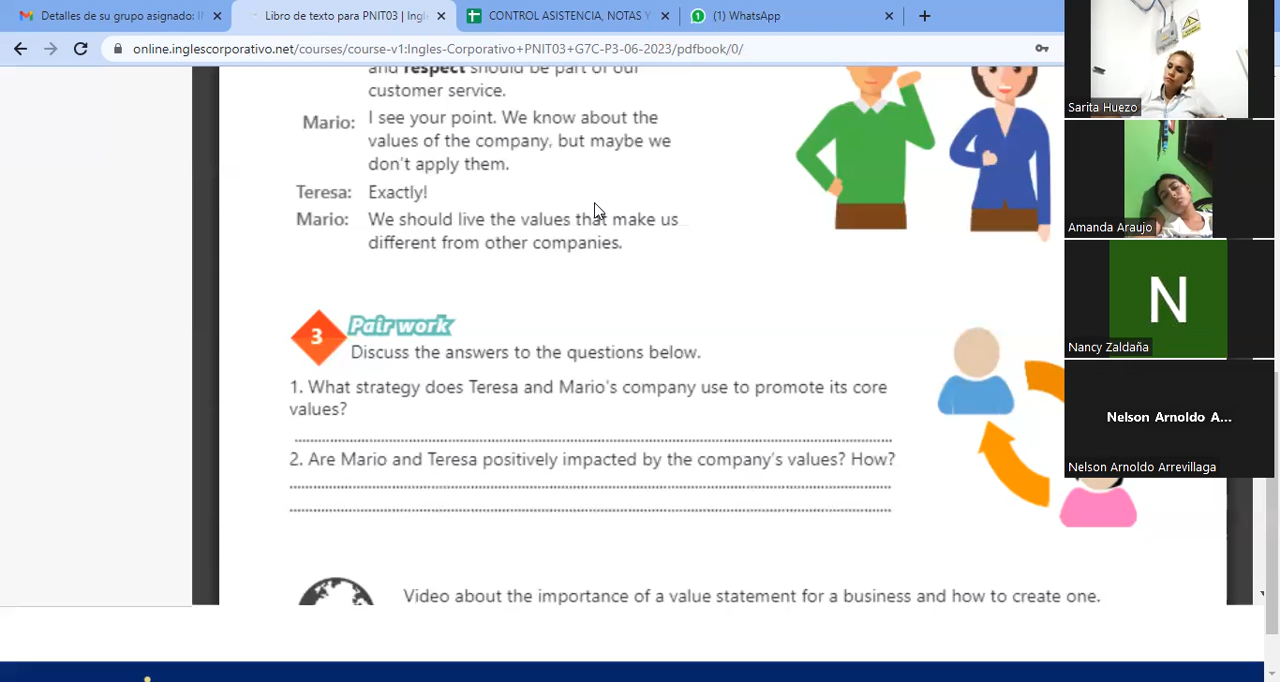 Detalles de su grupo asignado: I
Libro de texto para PNIT03 | Ingl
CONTROL ASISTENCIA, NOTAS Y
(1) WhatsApp
online.inglescorporativo.net/courses/course-v1:Ingles-Corporativo+PNIT03+G7C-P3-06-2023/pdfbook/0/
and respect should be part of our
customer service.
Mario: I see your point. We know about the
values of the company, but maybe we
don't apply them.
Teresa: Exactly!
Mario: We should live the values that make us
different from other companies.
3 Pair work
Discuss the answers to the questions below.
1. What strategy does Teresa and Mario's company use to promote its core
values?
2. Are Mario and Teresa positively impacted by the company's values? How?
Video about the importance of a value statement for a business and how to create one.
Sarita Huezo
Amanda Araujo
N
Nancy Zaldaña
Nelson Arnoldo A...
Nelson Arnoldo Arrevillaga